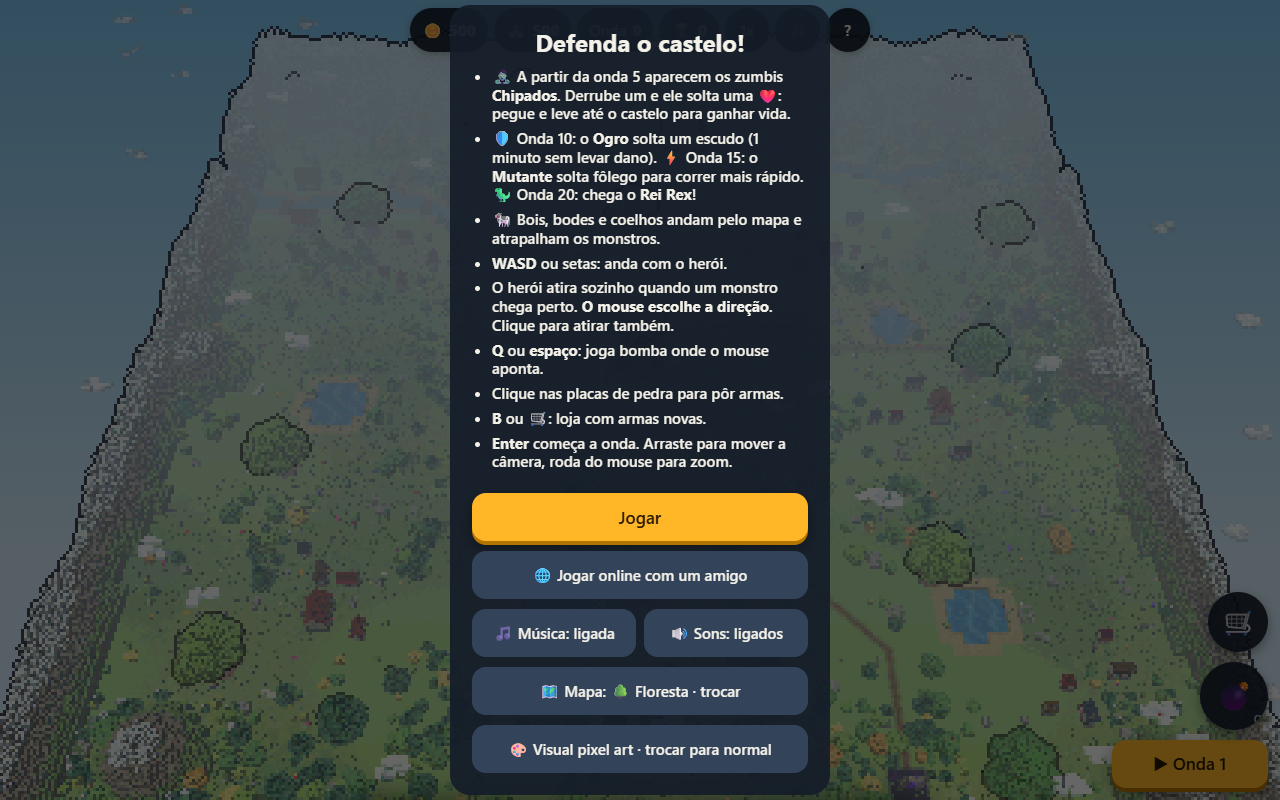 500
?
Defenda o castelo!
• 🧟 A partir da onda 5 aparecem os zumbis
Chipados. Derrube um e ele solta uma ❤️:
pegue e leve até o castelo para ganhar vida.
• 🛡️ Onda 10: o Ogro solta um escudo (1
minuto sem levar dano). ⚡ Onda 15: o
Mutante solta fôlego para correr mais rápido.
🦖 Onda 20: chega o Rei Rex!
• 🐐 Bois, bodes e coelhos andam pelo mapa e
atrapalham os monstros.
• WASD ou setas: anda com o herói.
• O herói atira sozinho quando um monstro
chega perto. O mouse escolhe a direção.
Clique para atirar também.
• Q ou espaço: joga bomba onde o mouse
aponta.
• Clique nas placas de pedra para pôr armas.
• B ou 🛒: loja com armas novas.
• Enter começa a onda. Arraste para mover a
câmera, roda do mouse para zoom.
Jogar
🌐 Jogar online com um amigo
🎵 Música: ligada
🔊 Sons: ligados
🗺️ Mapa: 🌳 Floresta · trocar
🎨 Visual pixel art · trocar para normal
▶ Onda 1